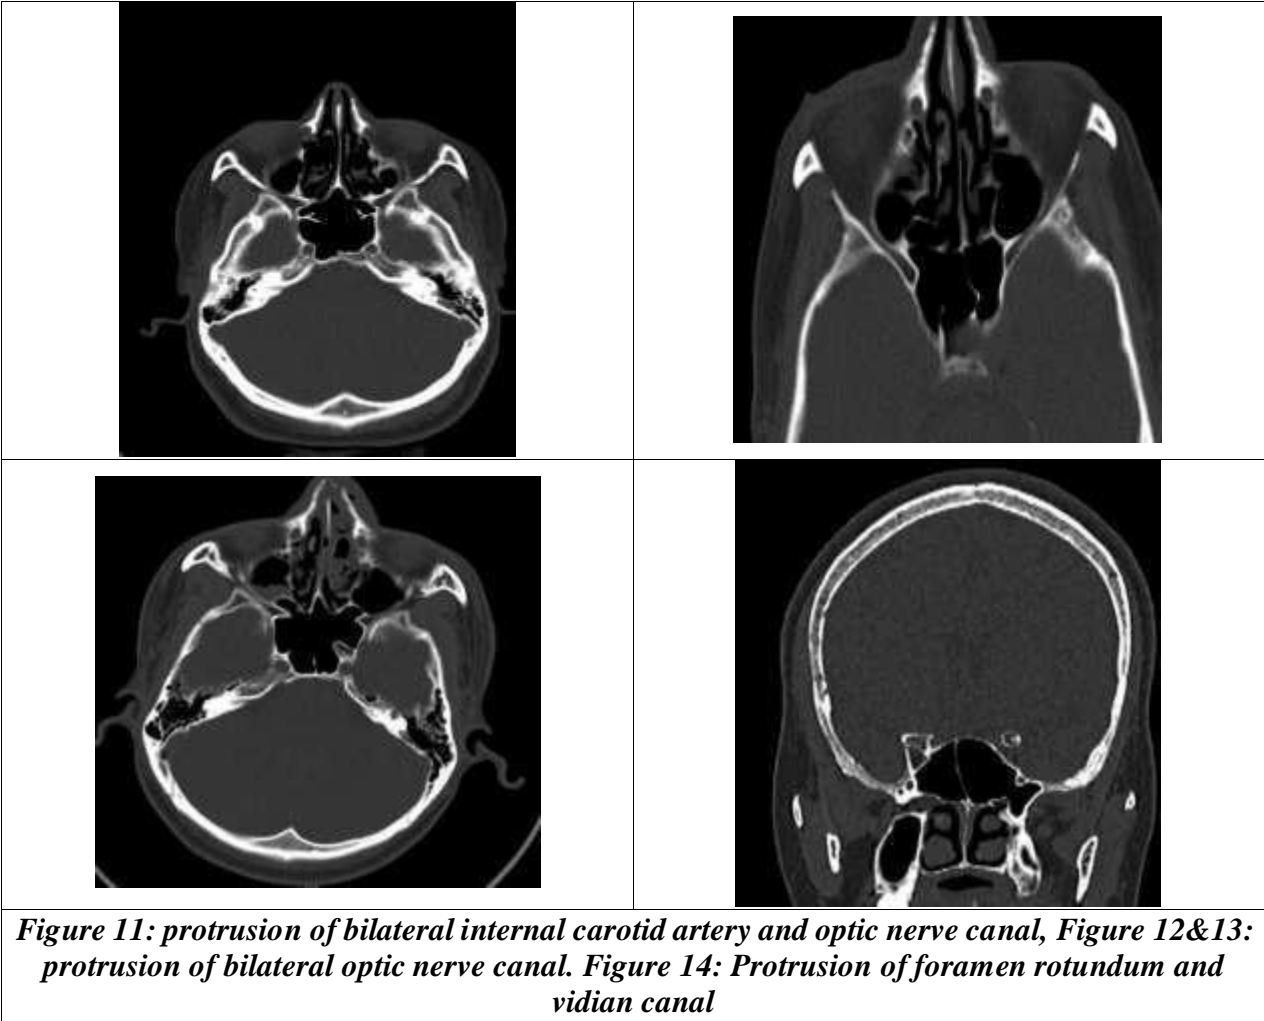 Figure 11: protrusion of bilateral internal carotid artery and optic nerve canal, Figure 12&13:
protrusion of bilateral optic nerve canal. Figure 14: Protrusion of foramen rotundum and
vidian canal